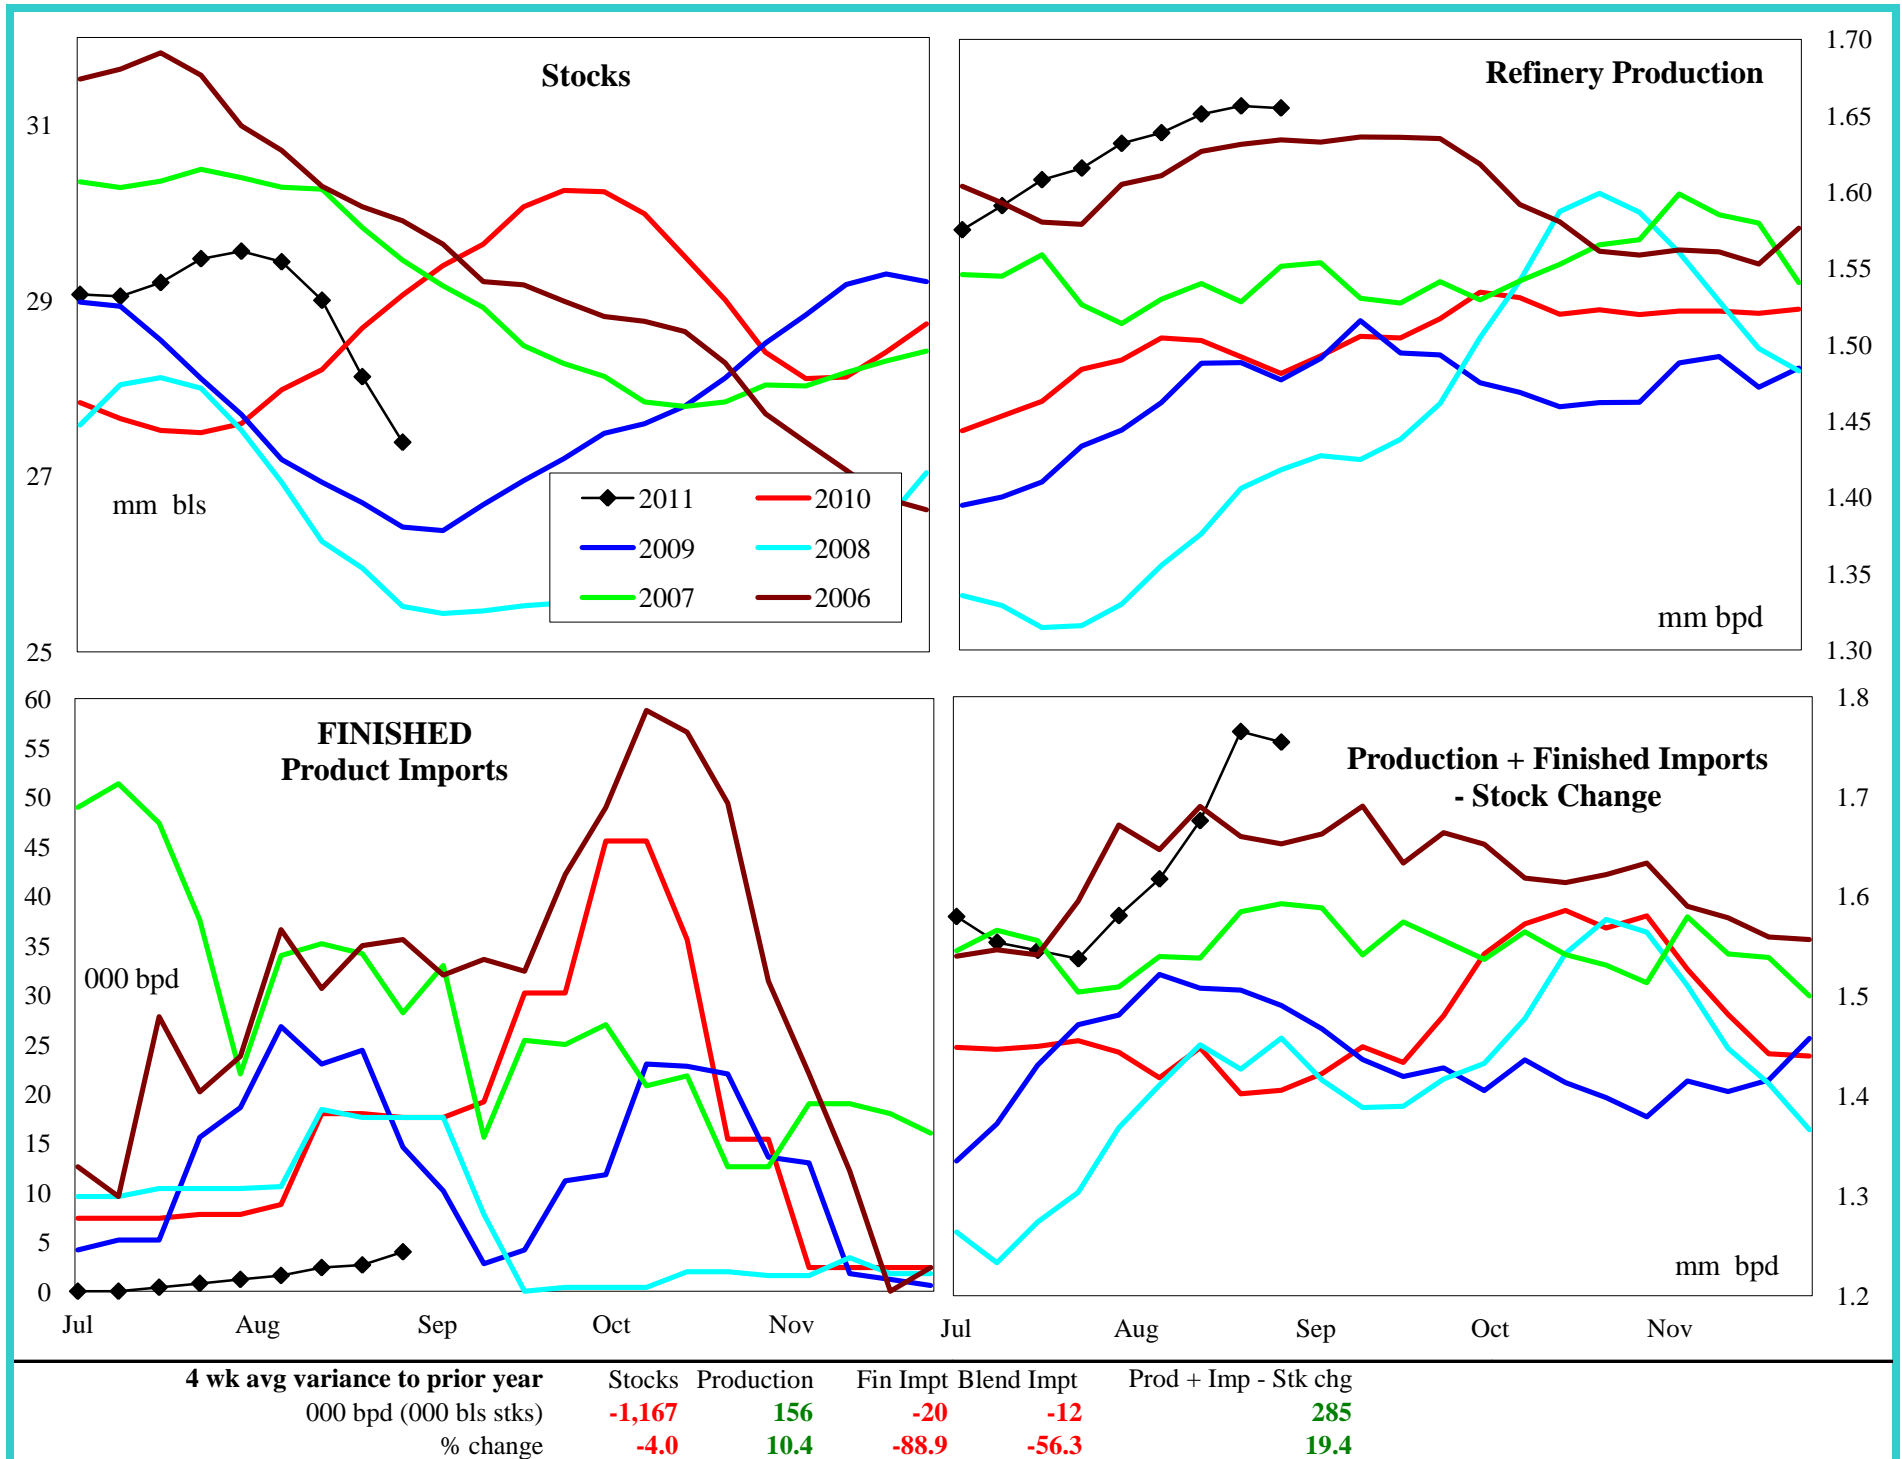 Stocks
31
29
27
25
mm bls
2011
2010
2009
2008
2007
2006
Refinery Production
1.70
1.65
1.60
1.55
1.50
1.45
1.40
1.35
1.30
mm bpd
FINISHED
Product Imports
60
55
50
45
40
35
30
25
20
15
10
5
0
000 bpd
Jul Aug Sep Oct Nov
Production + Finished Imports
- Stock Change
1.8
1.7
1.6
1.5
1.4
1.3
1.2
mm bpd
Jul Aug Sep Oct Nov
4 wk avg variance to prior year Stocks Production Fin Impt Blend Impt Prod + Imp - Stk chg
000 bpd (000 bls stks) -1,167 156 -20 -12 285
% change -4.0 10.4 -88.9 -56.3 19.4